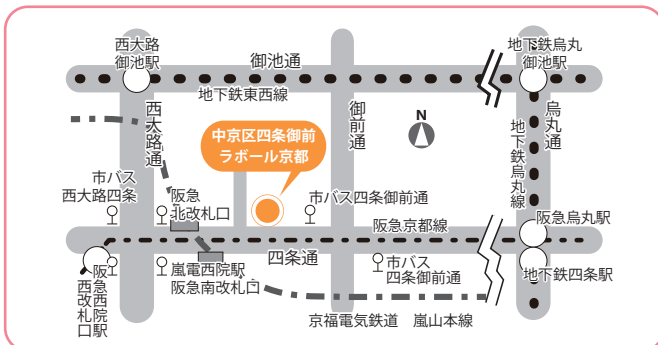 西大路
御池駅
御池通
地下鉄烏丸
御池駅
地下鉄東西線
西大路通
御前通
烏丸通
地下鉄烏丸線
N
中京区四条御前
ラボール京都
市バス
西大路四条
阪急
北改札口
市バス四条御前通
阪急京都線
阪急烏丸駅
四条通
阪急西院駅
西改札口
嵐電西院駅
阪急南改札口
市バス
四条御前通
地下鉄四条駅
京福電気鉄道 嵐山本線